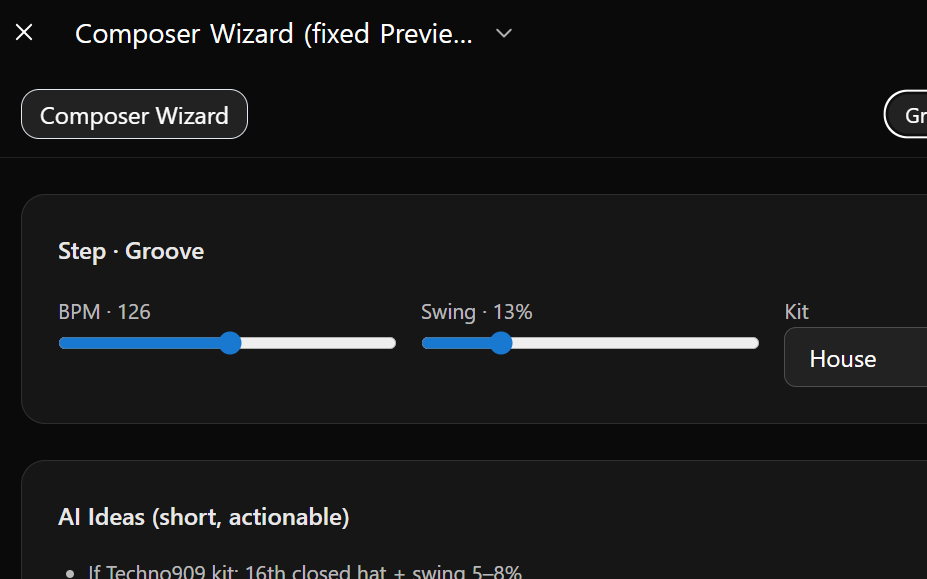 Composer Wizard (fixed Previe...
Composer Wizard
Gr
Step · Groove
BPM · 126
Swing · 13%
Kit
House
AI Ideas (short, actionable)
• If Techno909 kit: 16th closed hat + swing 5–8%